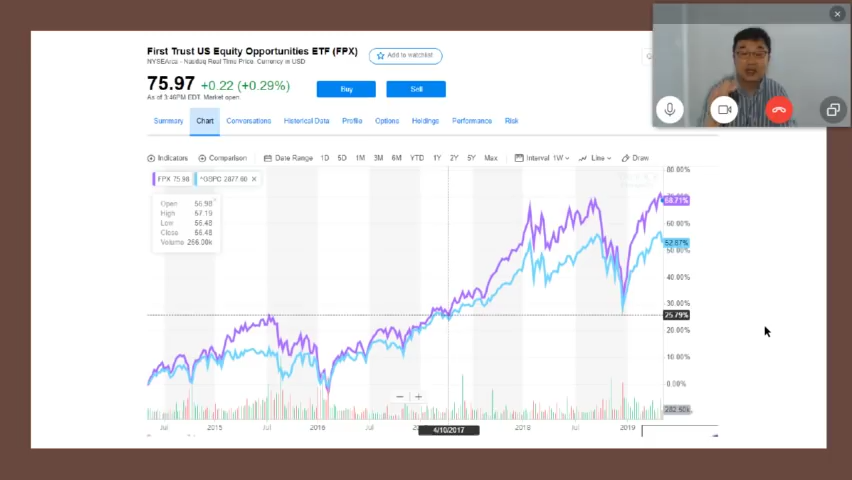 First Trust US Equity Opportunities ETF (FPX)
Add to watchlist
NYSEArca - Nasdaq Real Time Price. Currency in USD
75.97 +0.22 (+0.29%)
As of 3:46PM EDT. Market open.
Buy Sell
Summary Chart Conversations Historical Data Profile Options Holdings Performance Risk
Indicators Comparison Date Range 1D 5D 1M 3M 6M YTD 1Y 2Y 5Y Max Interval 1W Line Draw
FPX 75.98 ^GSPC 2877.60
Open 56.98
High 57.19
Low 56.48
Close 56.48
Volume 266.00k
80.00%
68.71%
60.00%
52.87%
40.00%
30.00%
25.79%
20.00%
10.00%
0.00%
282.50k
Jul 2015 Jul 2016 Jul 4/10/2017 2018 Jul 2019